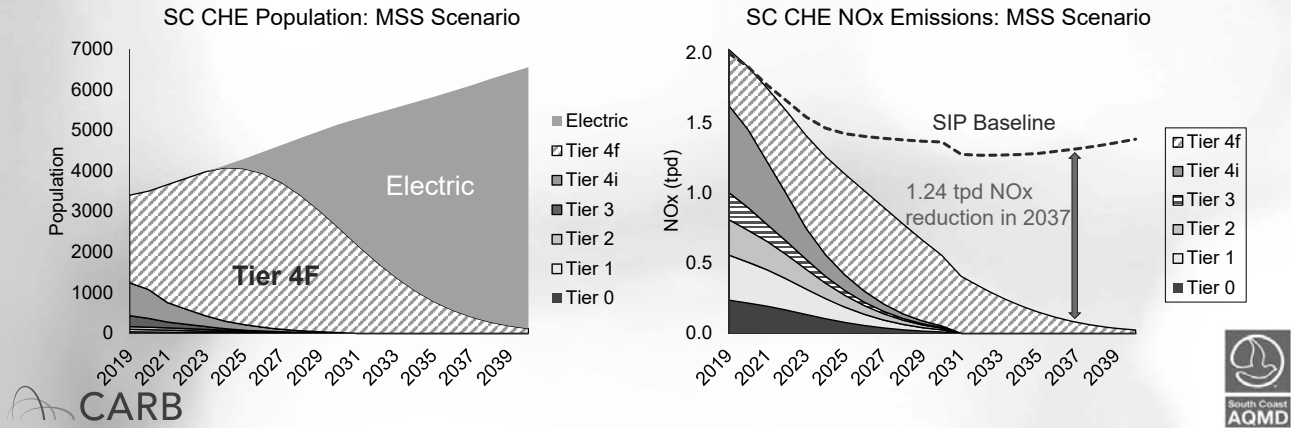 SC CHE Population: MSS Scenario
7000
6000
5000
4000
3000
2000
1000
0
Population
Electric
Tier 4F
2019
2021
2023
2025
2027
2029
2031
2033
2035
2037
2039
Electric
Tier 4f
Tier 4i
Tier 3
Tier 2
Tier 1
Tier 0
SC CHE NOx Emissions: MSS Scenario
2.0
1.5
1.0
0.5
0.0
NOx (tpd)
SIP Baseline
1.24 tpd NOx
reduction in 2037
2019
2021
2023
2025
2027
2029
2031
2033
2035
2037
2039
Tier 4f
Tier 4i
Tier 3
Tier 2
Tier 1
Tier 0
CARB
South Coast
AQMD